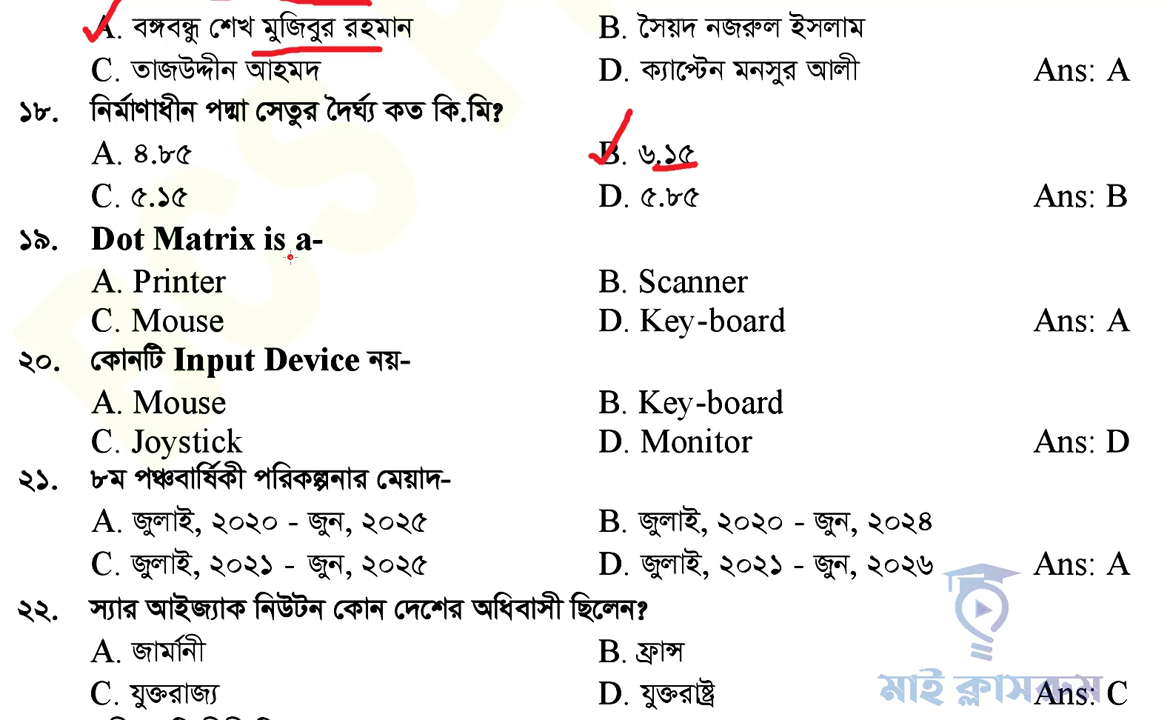 A. বঙ্গবন্ধু শেখ মুজিবুর রহমান B. সৈয়দ নজরুল ইসলাম
C. তাজউদ্দীন আহমদ D. ক্যাপ্টেন মনসুর আলী Ans: A
১৮. নির্মাণাধীন পদ্মা সেতুর দৈর্ঘ্য কত কি.মি?
A. ৪.৮৫ B. ৬.১৫
C. ৫.১৫ D. ৫.৮৫ Ans: B
১৯. Dot Matrix is a-
A. Printer B. Scanner
C. Mouse D. Key-board Ans: A
২০. কোনটি Input Device নয়-
A. Mouse B. Key-board
C. Joystick D. Monitor Ans: D
২১. ৮ম পঞ্চবার্ষিকী পরিকল্পনার মেয়াদ-
A. জুলাই, ২০২০ - জুন, ২০২৫ B. জুলাই, ২০২০ - জুন, ২০২৪
C. জুলাই, ২০২১ - জুন, ২০২৫ D. জুলাই, ২০২১ - জুন, ২০২৬ Ans: A
২২. স্যার আইজ্যাক নিউটন কোন দেশের অধিবাসী ছিলেন?
A. জার্মানী B. ফ্রান্স
C. যুক্তরাজ্য D. যুক্তরাষ্ট্র Ans: C
মাই ক্লাসরুম